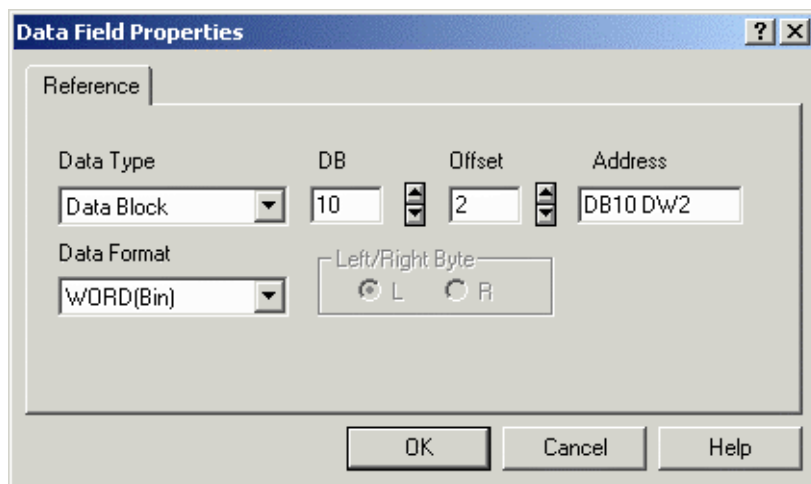 Data Field Properties
Reference
Data Type DB Offset Address
Data Block 10 2 DB10 DW2
Data Format Left/Right Byte
WORD(Bin) L R
OK Cancel Help